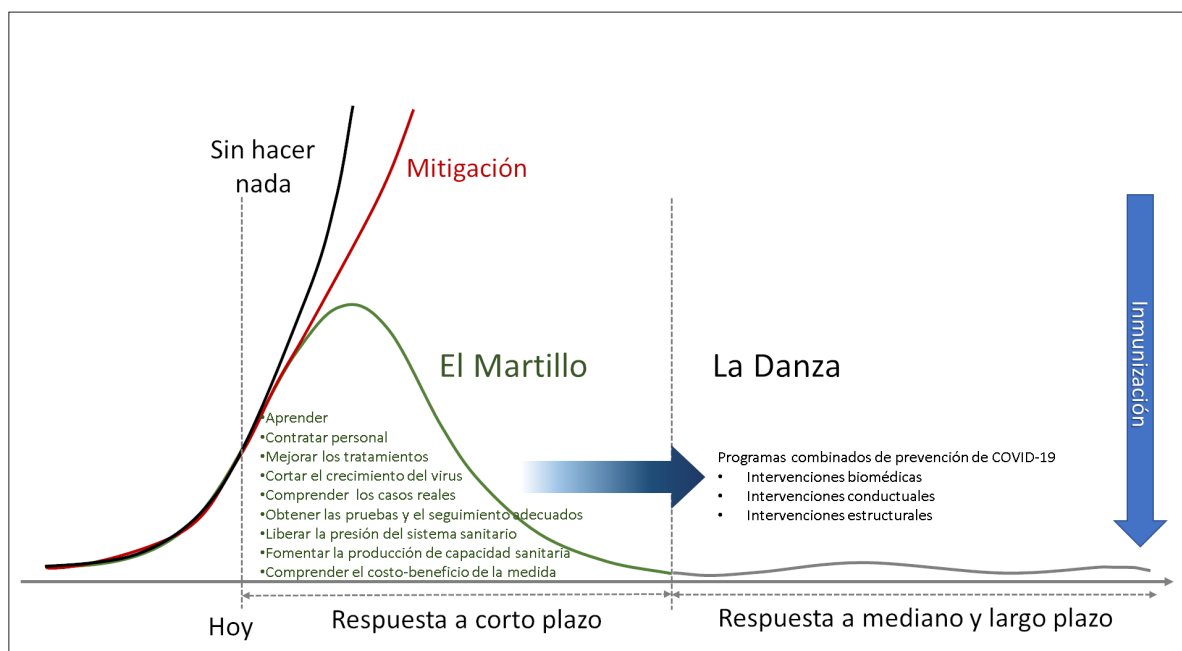 Sin hacer
nada
Mitigación
El Martillo
•Aprender
•Contratar personal
•Mejorar los tratamientos
•Cortar el crecimiento del virus
•Comprender los casos reales
•Obtener las pruebas y el seguimiento adecuados
•Liberar la presión del sistema sanitario
•Fomentar la producción de capacidad sanitaria
•Comprender el costo-beneficio de la medida
La Danza
Programas combinados de prevención de COVID-19
• Intervenciones biomédicas
• Intervenciones conductuales
• Intervenciones estructurales
Inmunización
Hoy
Respuesta a corto plazo
Respuesta a mediano y largo plazo